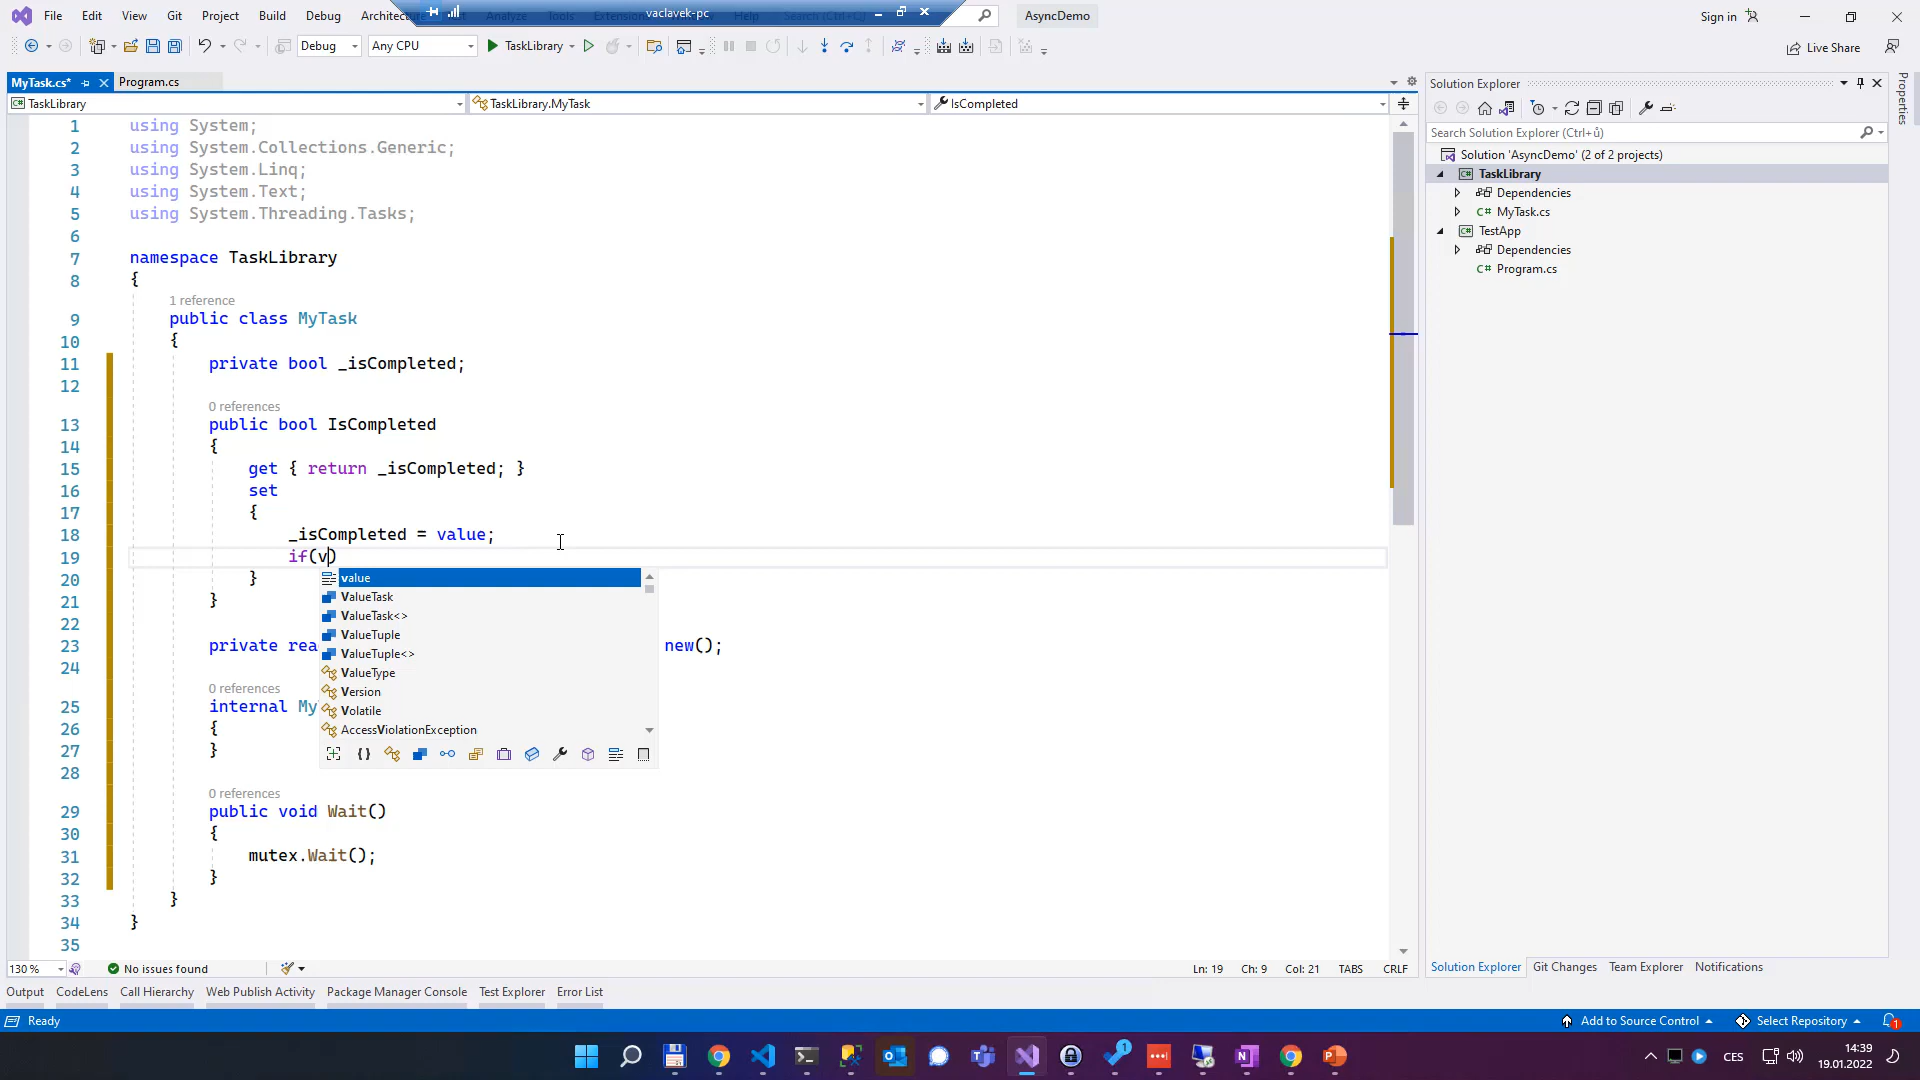 File Edit View Git Project Build Debug vaclavek-pc AsyncDemo Sign in
Debug Any CPU TaskLibrary Live Share
MyTask.cs* Program.cs
TaskLibrary TaskLibrary.MyTask IsCompleted
1 using System;
2 using System.Collections.Generic;
3 using System.Linq;
4 using System.Text;
5 using System.Threading.Tasks;
6
7 namespace TaskLibrary
8 {
1 reference
9 public class MyTask
10 {
11 private bool _isCompleted;
12
0 references
13 public bool IsCompleted
14 {
15 get { return _isCompleted; }
16 set
17 {
18 _isCompleted = value;
19 if(v)
20 }
21 }
22
23 private rea new();
24
0 references
25 internal My
26 {
27 }
28
0 references
29 public void Wait()
30 {
31 mutex.Wait();
32 }
33 }
34 }
35
value
ValueTask
ValueTask<>
ValueTuple
ValueTuple<>
ValueType
Version
Volatile
AccessViolationException
130 % No issues found Ln: 19 Ch: 9 Col: 21 TABS CRLF
Solution Explorer
Search Solution Explorer (Ctrl+ů)
Solution 'AsyncDemo' (2 of 2 projects)
TaskLibrary
Dependencies
C# MyTask.cs
TestApp
Dependencies
C# Program.cs
Properties
Solution Explorer Git Changes Team Explorer Notifications
Output CodeLens Call Hierarchy Web Publish Activity Package Manager Console Test Explorer Error List
Ready Add to Source Control Select Repository 1
CES 14:39
19.01.2022